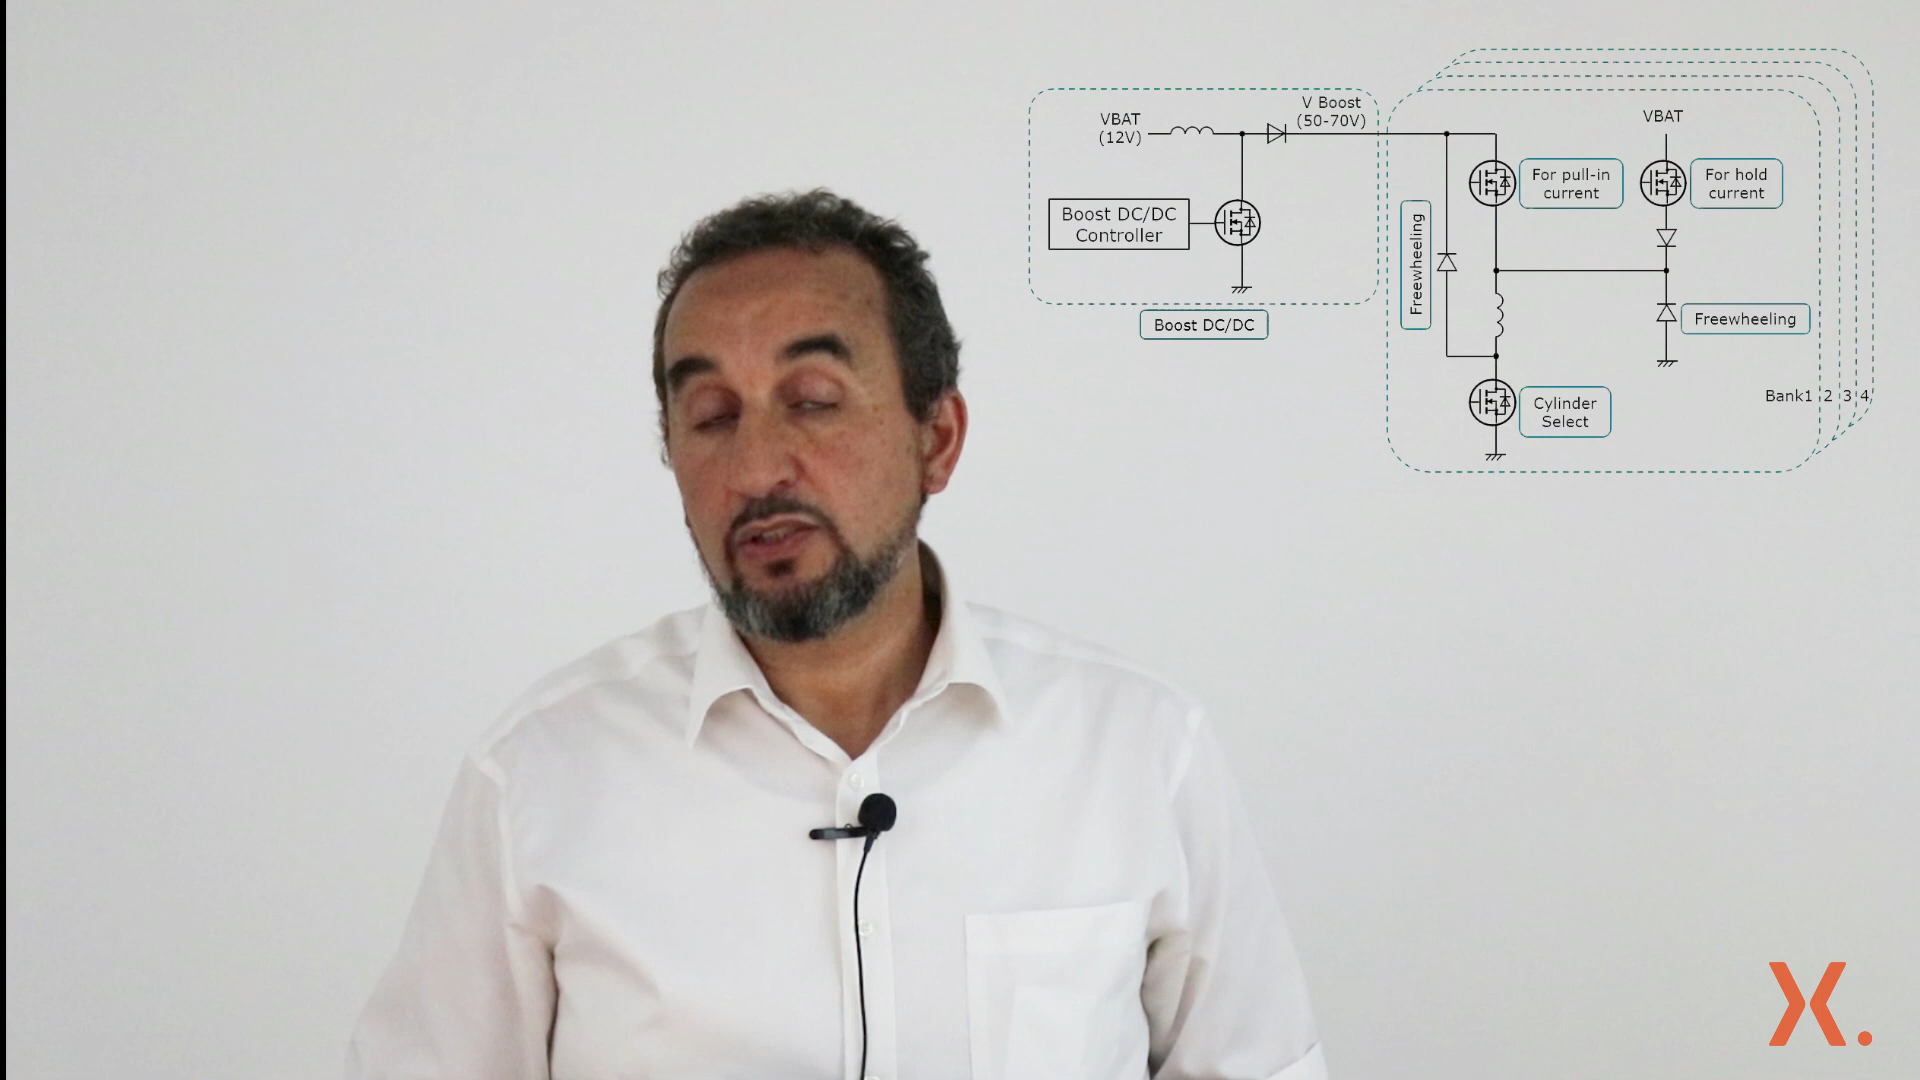 VBAT
(12V)
V Boost
(50-70V)
Boost DC/DC
Controller
Boost DC/DC
Freewheeling
For pull-in
current
VBAT
For hold
current
Freewheeling
Cylinder
Select
Bank1 2 3 4
X.